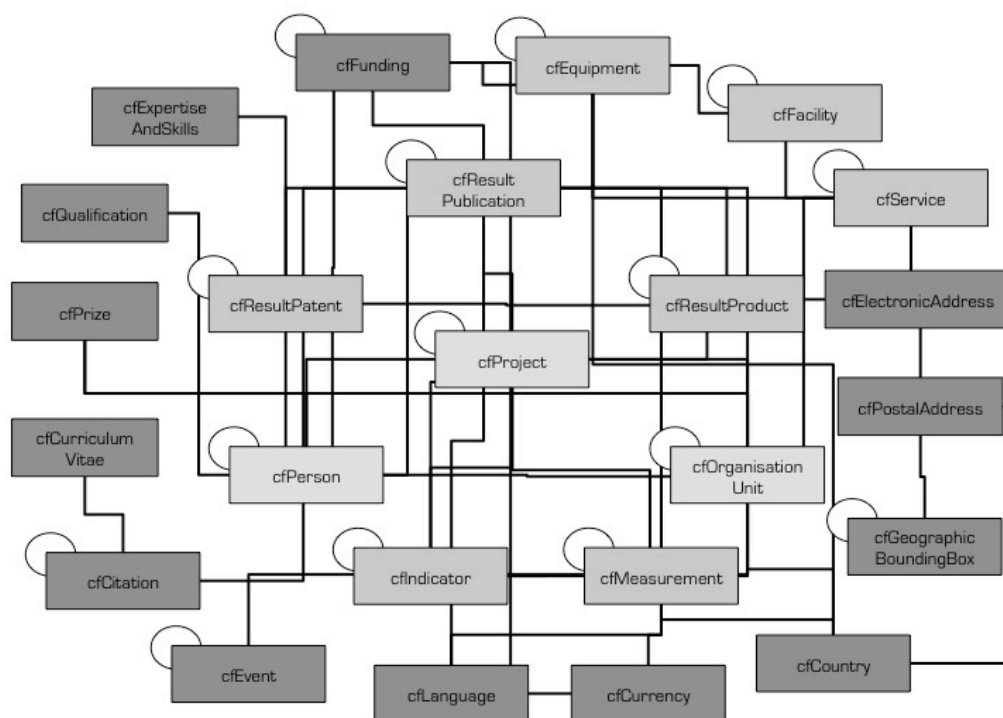 cfFunding
cfEquipment
cfExpertise
AndSkills
cfFacility
cfResult
Publication
cfService
cfQualification
cfResultPatent
cfResultProduct
cfElectronicAddress
cfPrize
cfProject
cfPostalAddress
cfCurriculum
Vitae
cfPerson
cfOrganisation
Unit
cfGeographic
BoundingBox
cfCitation
cfIndicator
cfMeasurement
cfEvent
cfLanguage
cfCurrency
cfCountry